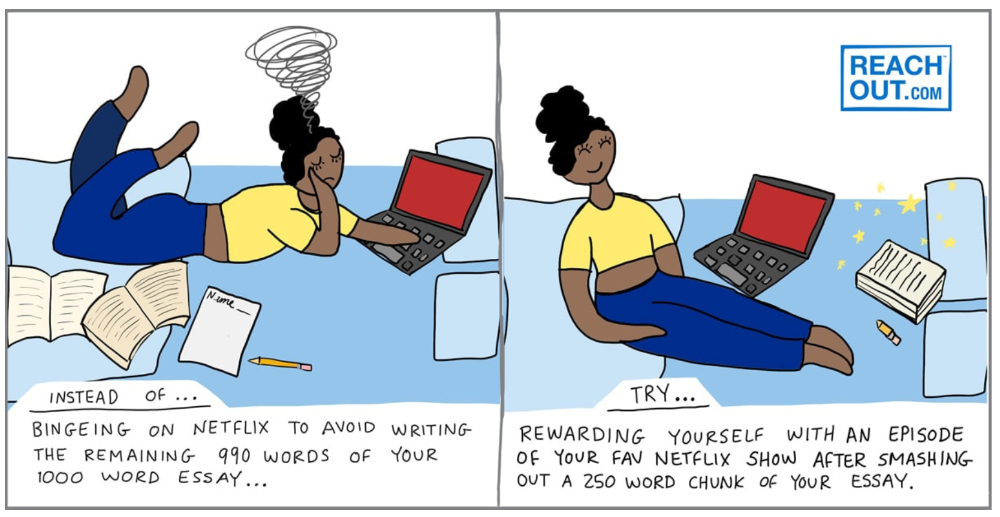 Name
INSTEAD OF ...
BINGEING ON NETFLIX TO AVOID WRITING
THE REMAINING 990 WORDS OF YOUR
1000 WORD ESSAY...
REACH™
OUT.COM
TRY...
REWARDING YOURSELF WITH AN EPISODE
OF YOUR FAV NETFLIX SHOW AFTER SMASHING
OUT A 250 WORD CHUNK OF YOUR ESSAY.